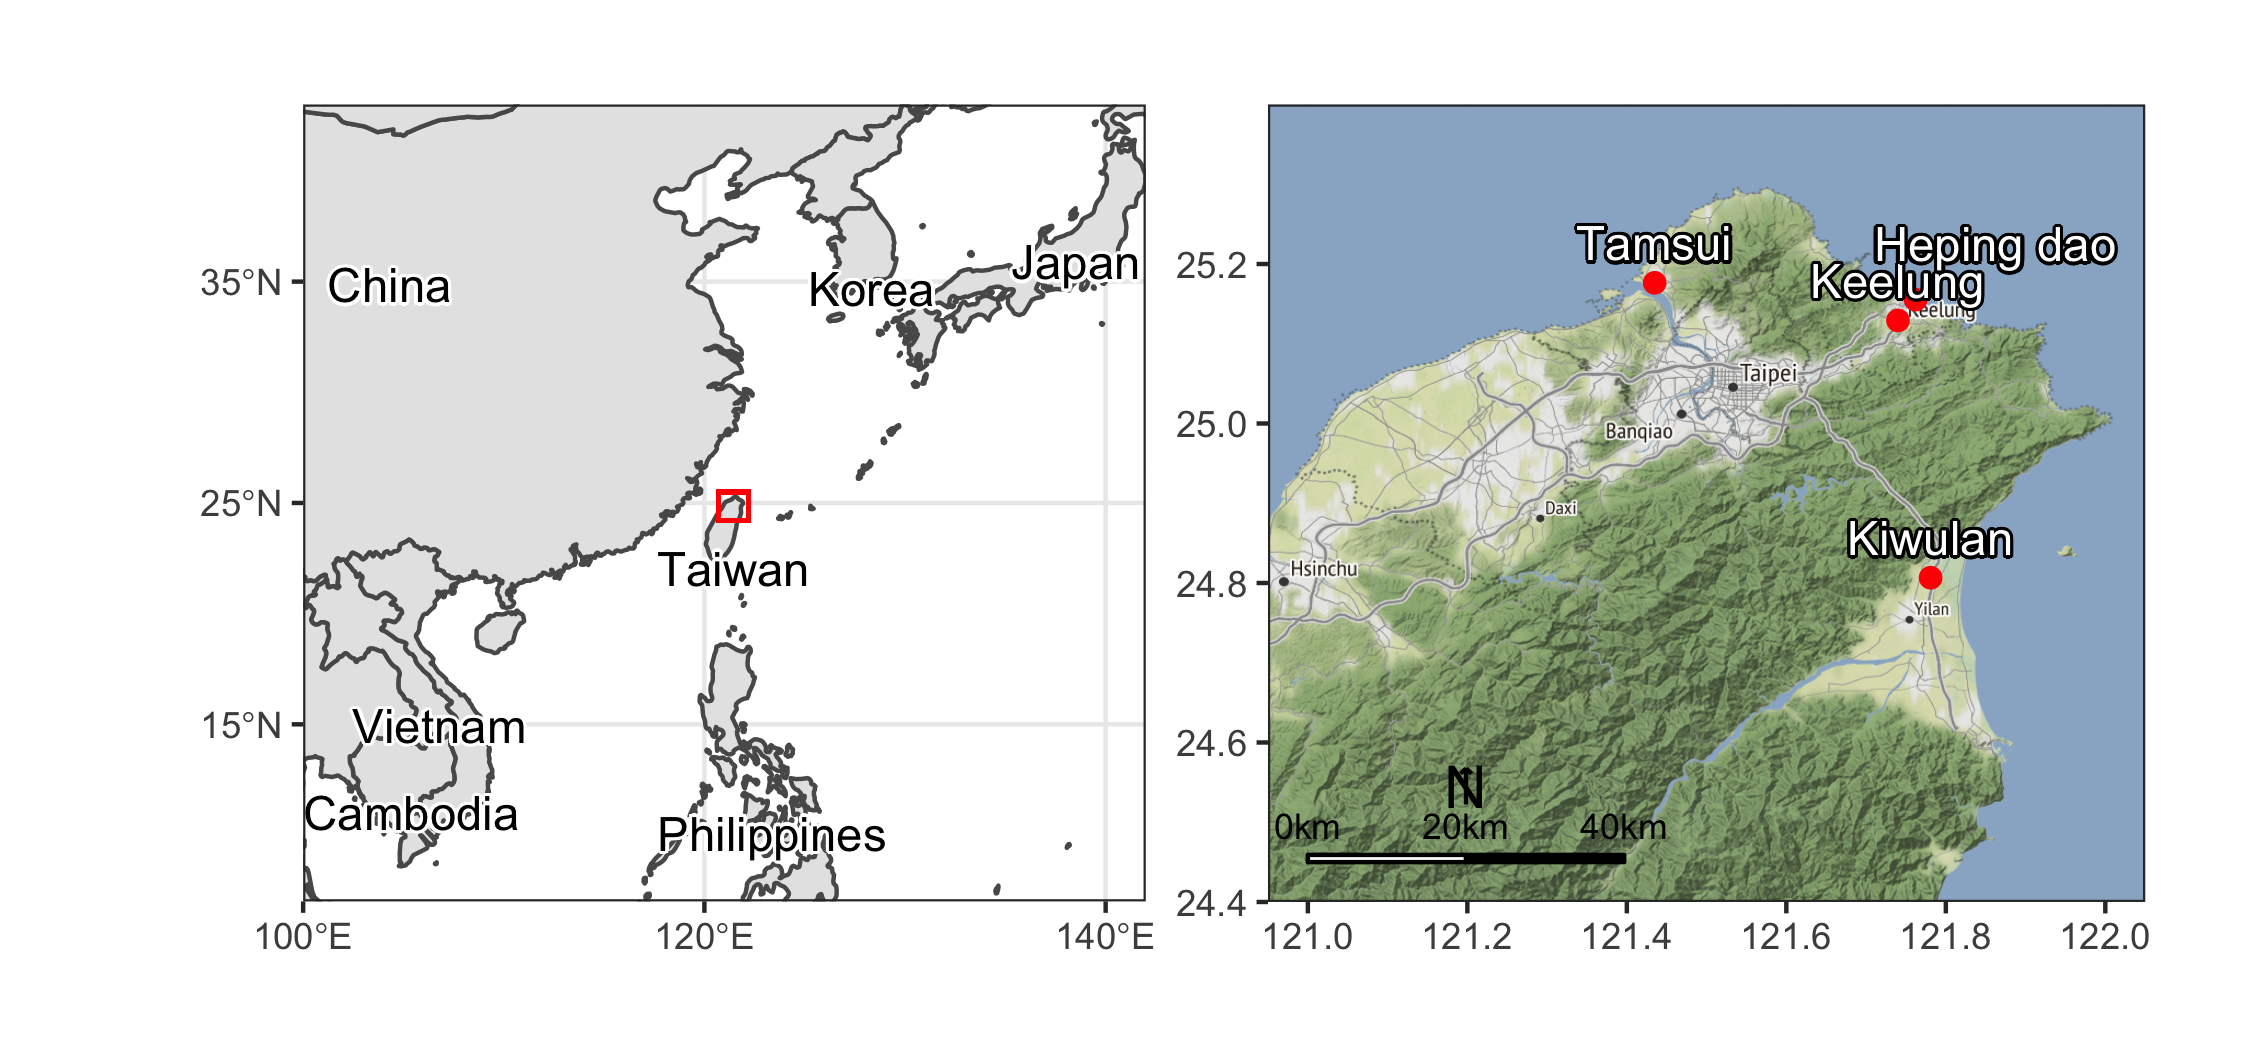 China
Korea
Japan
Taiwan
Vietnam
Cambodia
Philippines
35°N
25°N
15°N
100°E
120°E
140°E
Tamsui
Heping dao
Keelung
Keelung
Taipei
Banqiao
Daxi
Hsinchu
Kiwulan
Yilan
N
0km
20km
40km
25.2
25.0
24.8
24.6
24.4
121.0
121.2
121.4
121.6
121.8
122.0